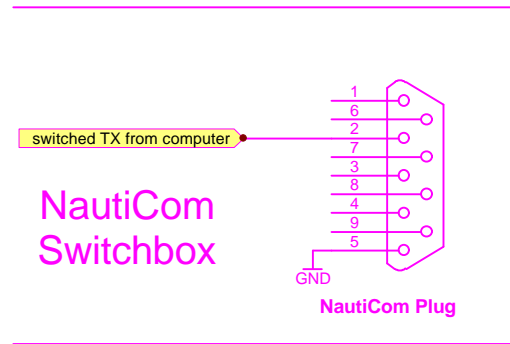 1
6
switched TX from computer
2
7
3
8
4
9
5
NautiCom
Switchbox
GND
NautiCom Plug